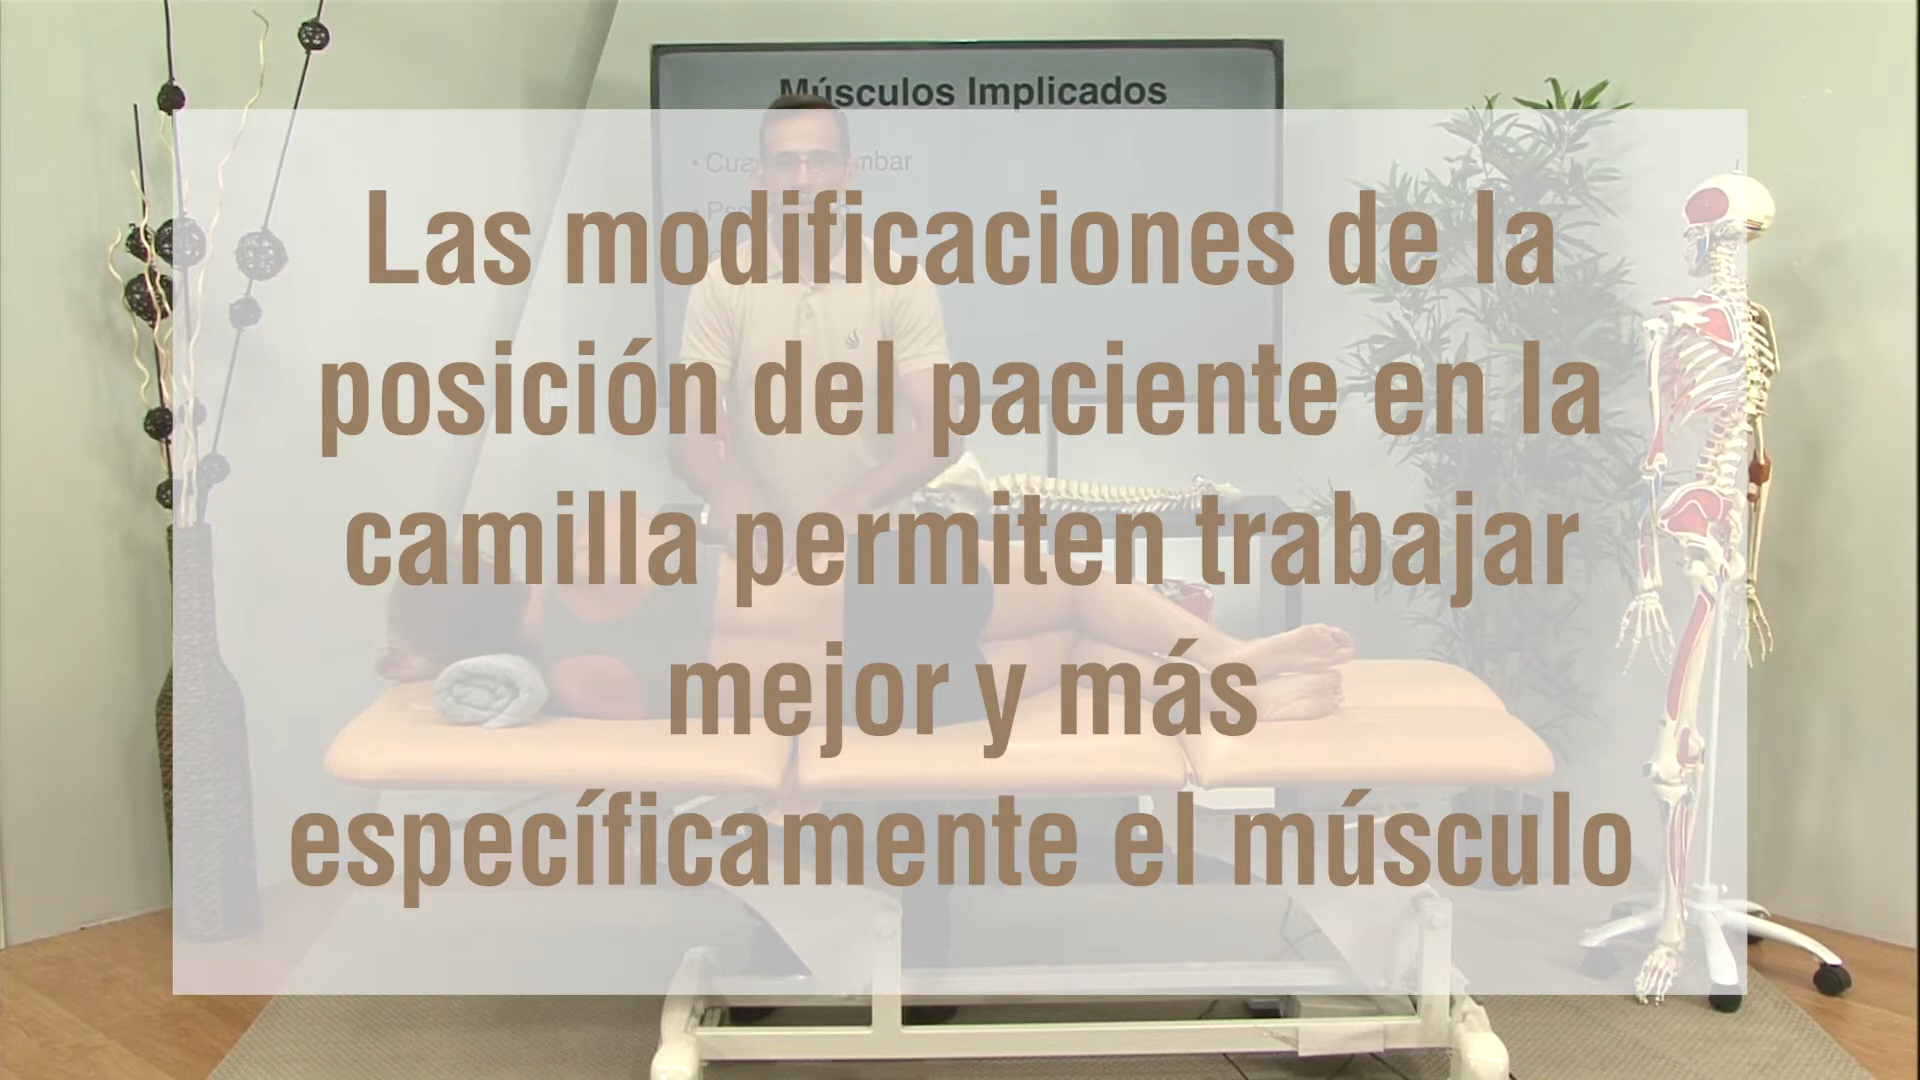 Músculos Implicados
Las modificaciones de la
posición del paciente en la
camilla permiten trabajar
mejor y más
específicamente el músculo